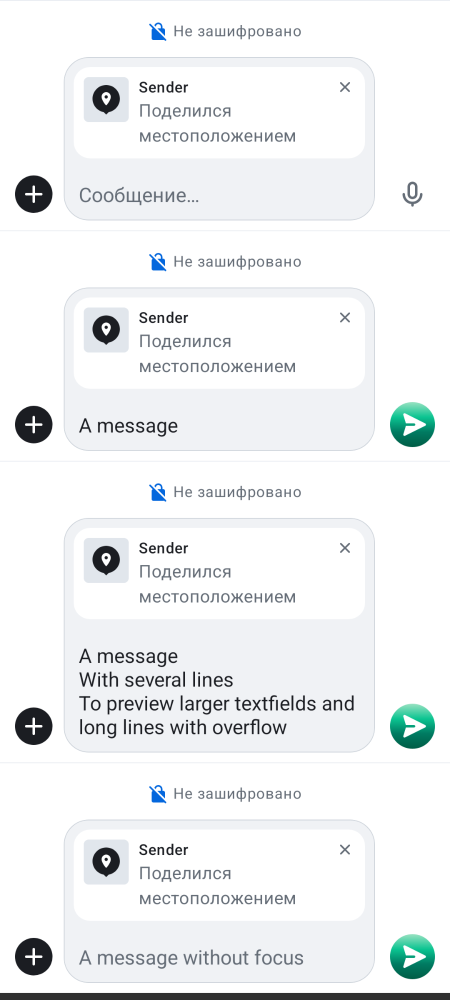 Не зашифровано
Sender
Поделился
местоположением
Сообщение…
Не зашифровано
Sender
Поделился
местоположением
A message
Не зашифровано
Sender
Поделился
местоположением
A message
With several lines
To preview larger textfields and
long lines with overflow
Не зашифровано
Sender
Поделился
местоположением
A message without focus